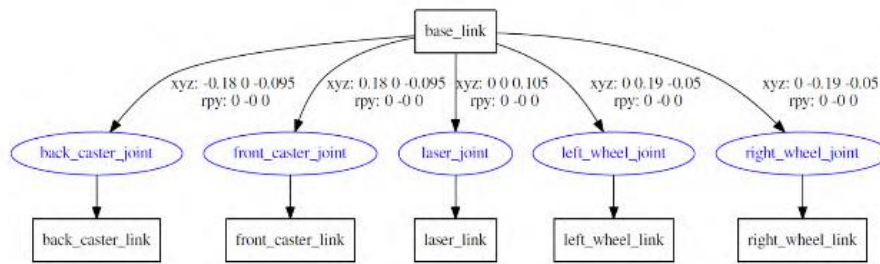 base_link
xyz: -0.18 0 -0.095
rpy: 0 -0 0
xyz: 0.18 0 -0.095
rpy: 0 -0 0
xyz: 0 0 0.105
rpy: 0 -0 0
xyz: 0 0.19 -0.05
rpy: 0 -0 0
xyz: 0 -0.19 -0.05
rpy: 0 -0 0
back_caster_joint
front_caster_joint
laser_joint
left_wheel_joint
right_wheel_joint
back_caster_link
front_caster_link
laser_link
left_wheel_link
right_wheel_link